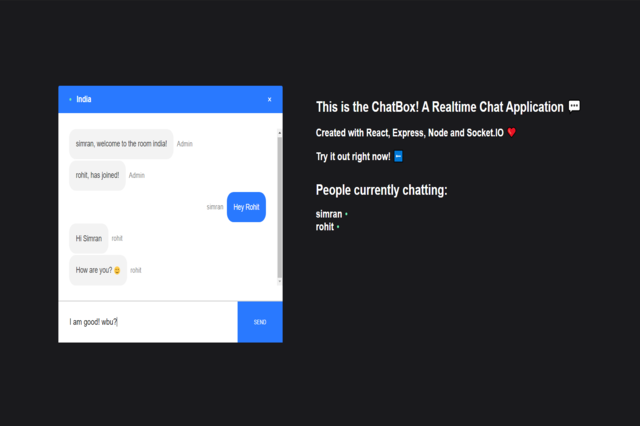 India
x
simran, welcome to the room india!
Admin
rohit, has joined!
Admin
simran
Hey Rohit
Hi Simran
rohit
How are you? 🙂
rohit
I am good! wbu?
SEND
This is the ChatBox! A Realtime Chat Application 💬
Created with React, Express, Node and Socket.IO ❤️
Try it out right now! ⬅️
People currently chatting:
simran
rohit